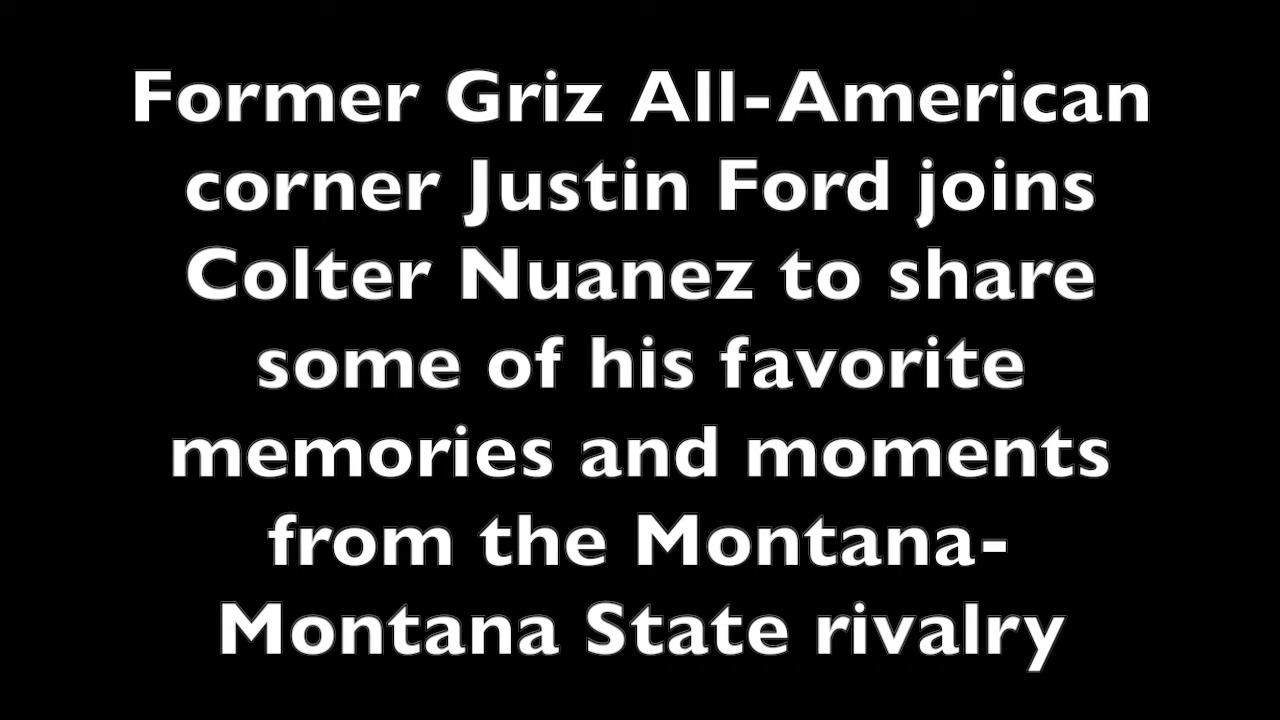 Former Griz All-American
corner Justin Ford joins
Colter Nuanez to share
some of his favorite
memories and moments
from the Montana-
Montana State rivalry